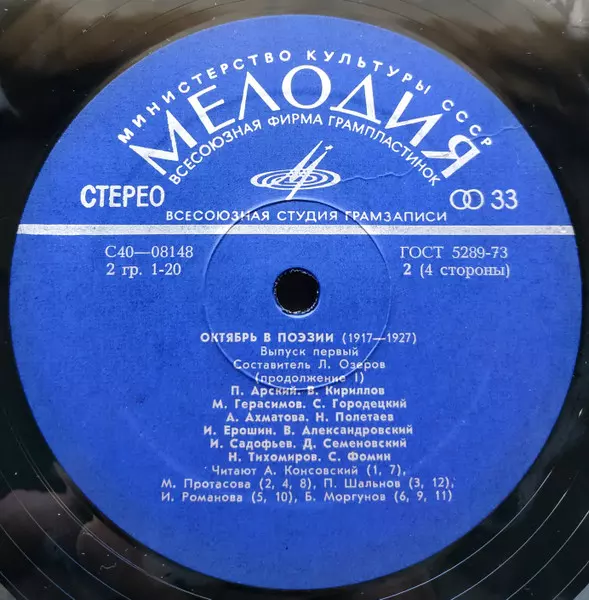 МИНИСТЕРСТВО КУЛЬТУРЫ СССР
МЕЛОДИЯ
ВСЕСОЮЗНАЯ ФИРМА ГРАМПЛАСТИНОК
СТЕРЕО
33
ВСЕСОЮЗНАЯ СТУДИЯ ГРАМЗАПИСИ
С40—08148
ГОСТ 5289-73
2 гр. 1-20
2 (4 стороны)
ОКТЯБРЬ В ПОЭЗИИ (1917—1927)
Выпуск первый
Составитель Л. Озеров
(продолжение I)
П. Арский. В. Кириллов
М. Герасимов. С. Городецкий
А. Ахматова. Н. Полетаев
И. Ерошин. В. Александровский
И. Садофьев. Д. Семеновский
Н. Тихомиров. С. Фомин
Читают А. Консовский (1, 7),
М. Протасова (2, 4, 8), П. Шальнов (3, 12),
И. Романова (5, 10), Б. Моргунов (6, 9, 11)